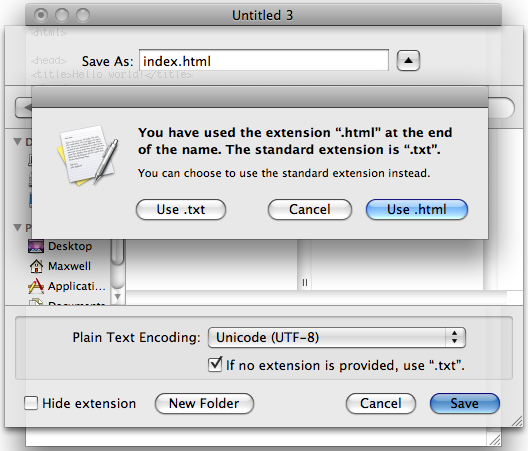 Untitled 3
<html>
Save As: index.html
<head>
<title>Hello world!</title>
You have used the extension “.html” at the end
of the name. The standard extension is “.txt”.
You can choose to use the standard extension instead.
Use .txt Cancel Use .html
D
P
Desktop
Maxwell
Applicati...
Documents
Plain Text Encoding: Unicode (UTF-8)
If no extension is provided, use “.txt”.
Hide extension New Folder Cancel Save